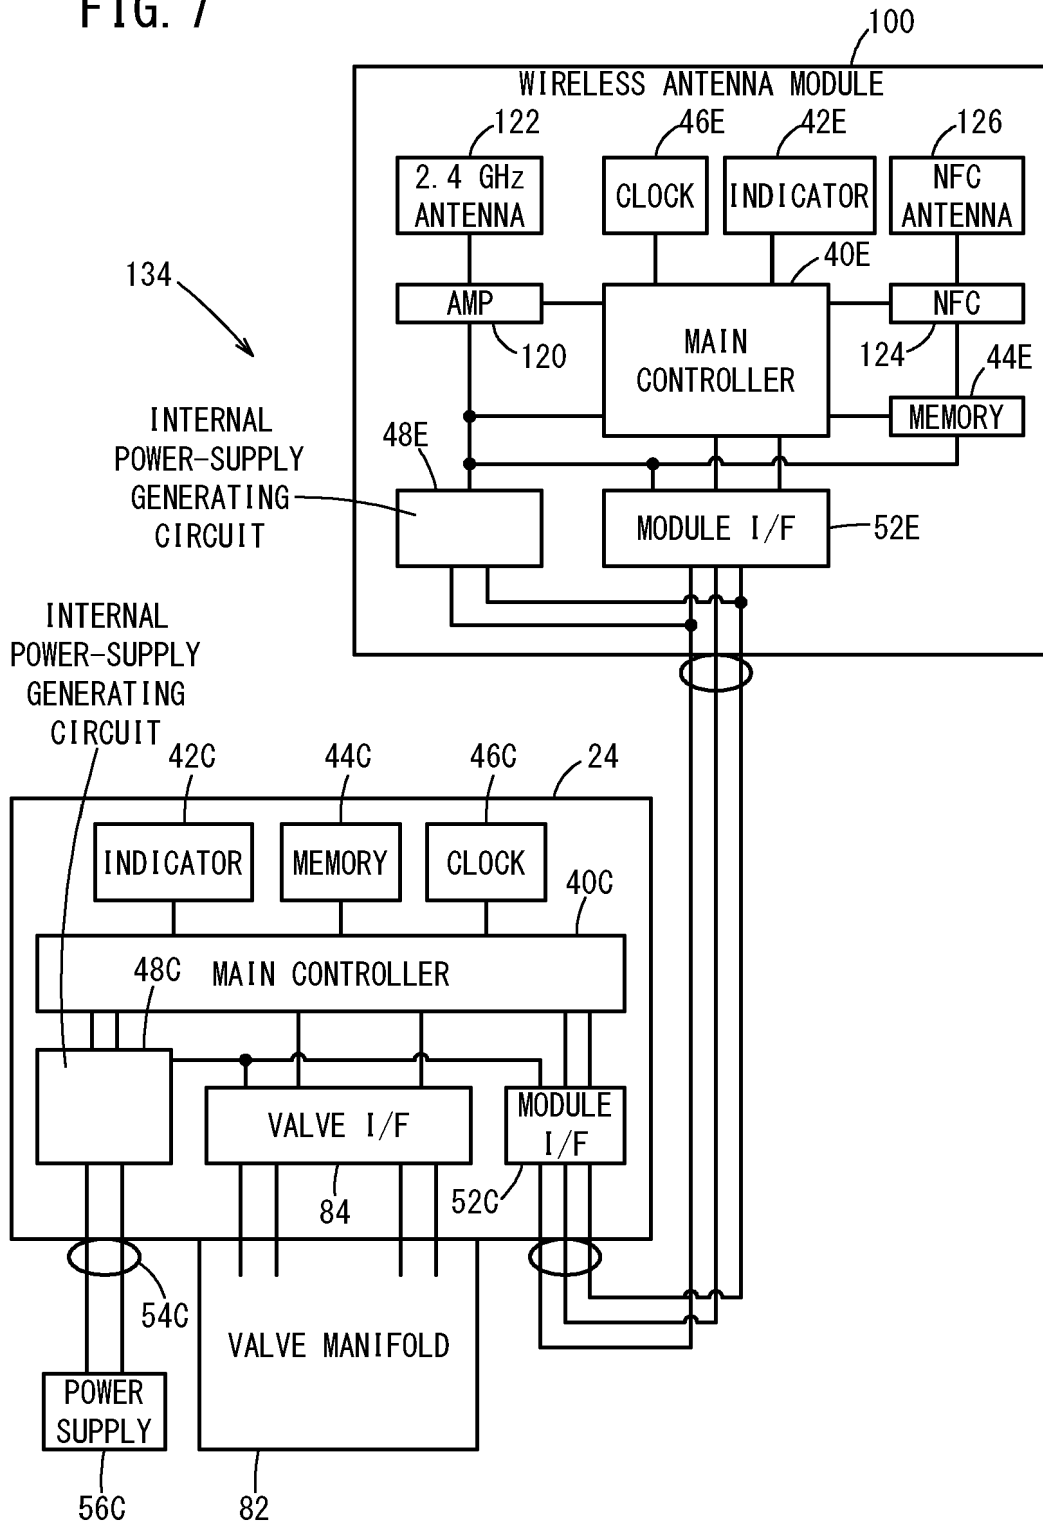 FIG. 7
100
WIRELESS ANTENNA MODULE
122
46E
42E
126
2.4 GHz
ANTENNA
CLOCK
INDICATOR
NFC
ANTENNA
134
40E
AMP
NFC
120
MAIN
CONTROLLER
124
44E
MEMORY
INTERNAL
POWER-SUPPLY
GENERATING
CIRCUIT
48E
MODULE I/F
52E
INTERNAL
POWER-SUPPLY
GENERATING
CIRCUIT
42C
44C
46C
24
INDICATOR
MEMORY
CLOCK
40C
MAIN CONTROLLER
48C
VALVE I/F
MODULE
I/F
84
52C
54C
VALVE MANIFOLD
POWER
SUPPLY
56C
82